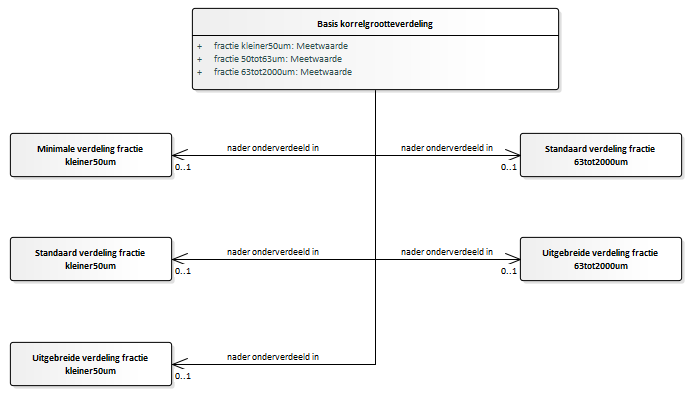 Basis korrelgrootteverdeling
+ fractie kleiner50um: Meetwaarde
+ fractie 50tot63um: Meetwaarde
+ fractie 63tot2000um: Meetwaarde
Minimale verdeling fractie
kleiner50um
nader onderverdeeld in
0..1
nader onderverdeeld in
0..1
Standaard verdeling fractie
63tot2000um
Standaard verdeling fractie
kleiner50um
nader onderverdeeld in
0..1
nader onderverdeeld in
0..1
Uitgebreide verdeling fractie
63tot2000um
Uitgebreide verdeling fractie
kleiner50um
nader onderverdeeld in
0..1